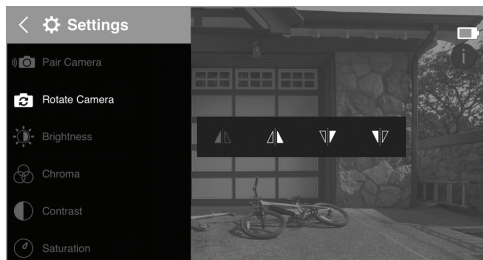 Settings
Pair Camera
Rotate Camera
Brightness
Chroma
Contrast
Saturation